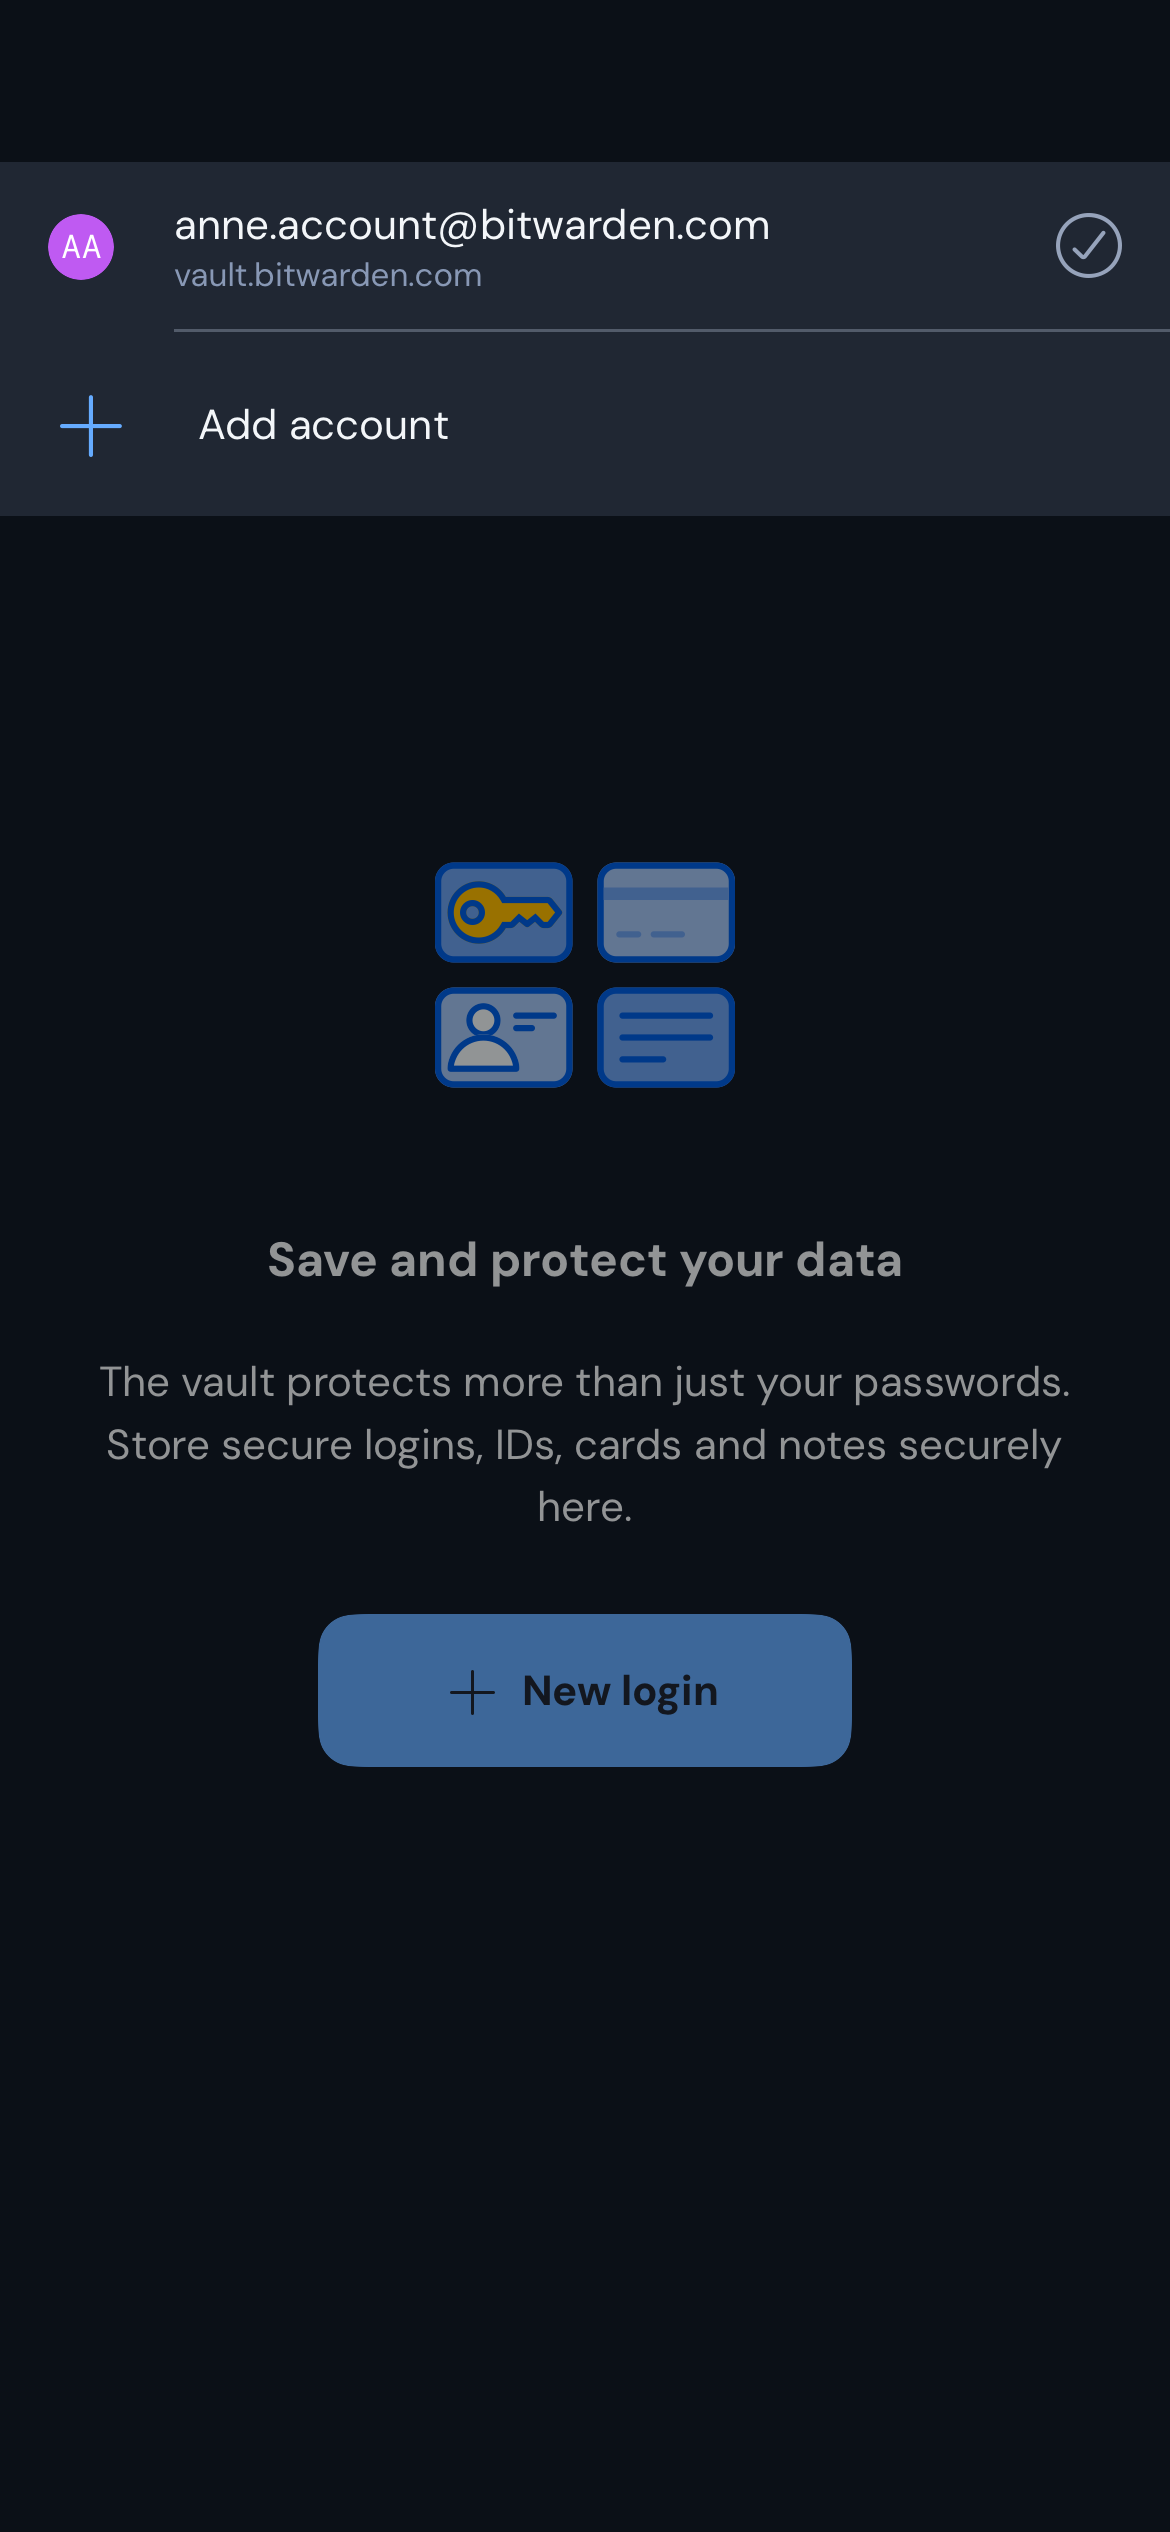 AA
anne.account@bitwarden.com
vault.bitwarden.com
Add account
Save and protect your data
The vault protects more than just your passwords.
Store secure logins, IDs, cards and notes securely
here.
New login